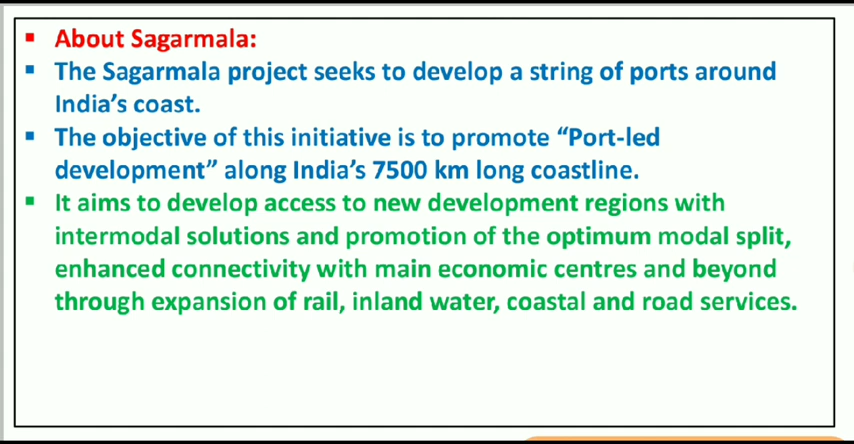 ▪ About Sagarmala:
▪ The Sagarmala project seeks to develop a string of ports around
India’s coast.
▪ The objective of this initiative is to promote “Port-led
development” along India’s 7500 km long coastline.
▪ It aims to develop access to new development regions with
intermodal solutions and promotion of the optimum modal split,
enhanced connectivity with main economic centres and beyond
through expansion of rail, inland water, coastal and road services.